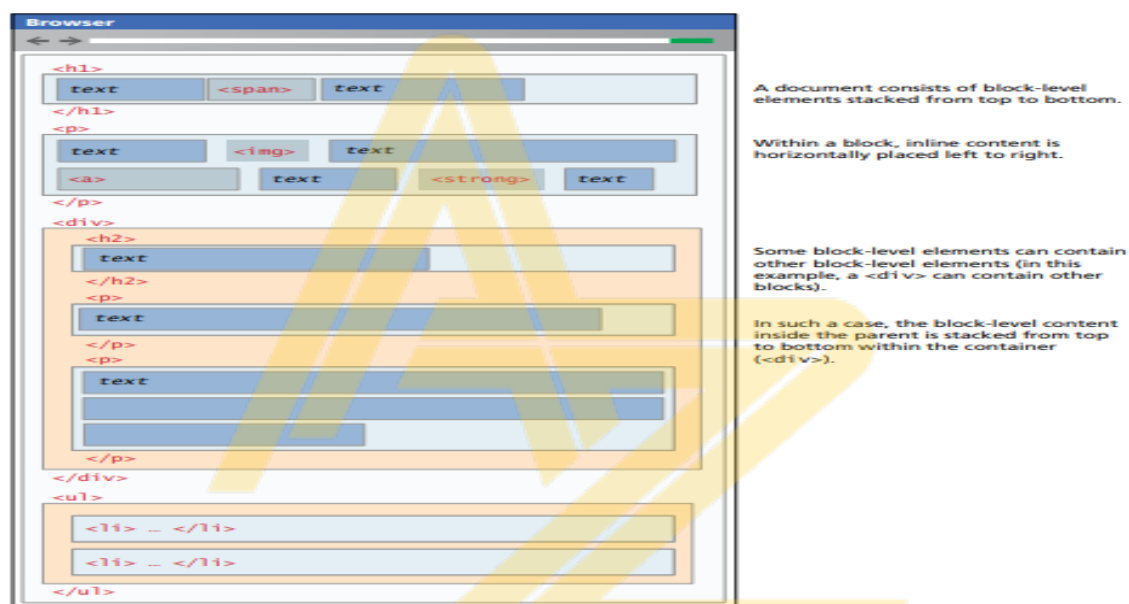 Browser
<h1>
text <span> text
</h1>
<p>
text <img> text
<a> text <strong> text
</p>
<div>
<h2>
text
</h2>
<p>
text
</p>
<p>
text
</p>
</div>
<ul>
<li> … </li>
<li> … </li>
</ul>
A document consists of block-level
elements stacked from top to bottom.
Within a block, inline content is
horizontally placed left to right.
Some block-level elements can contain
other block-level elements (in this
example, a <div> can contain other
blocks).
In such a case, the block-level content
inside the parent is stacked from top
to bottom within the container
(<div>).